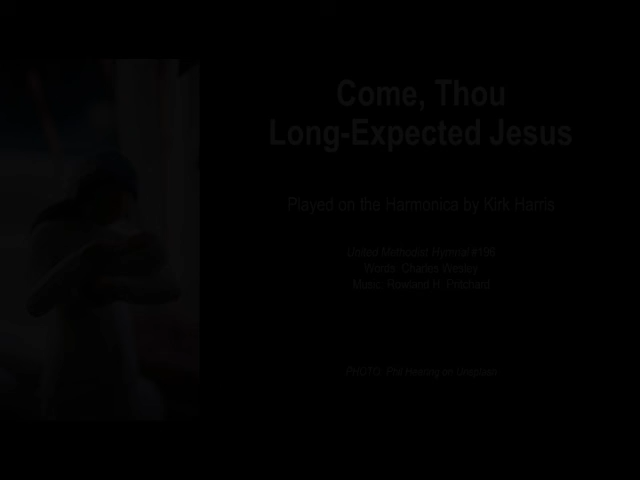 Come, Thou
Long-Expected Jesus
Played on the Harmonica by Kirk Harris
United Methodist Hymnal #196
Words: Charles Wesley
Music: Rowland H. Prichard
PHOTO: Phil Hearing on Unsplash